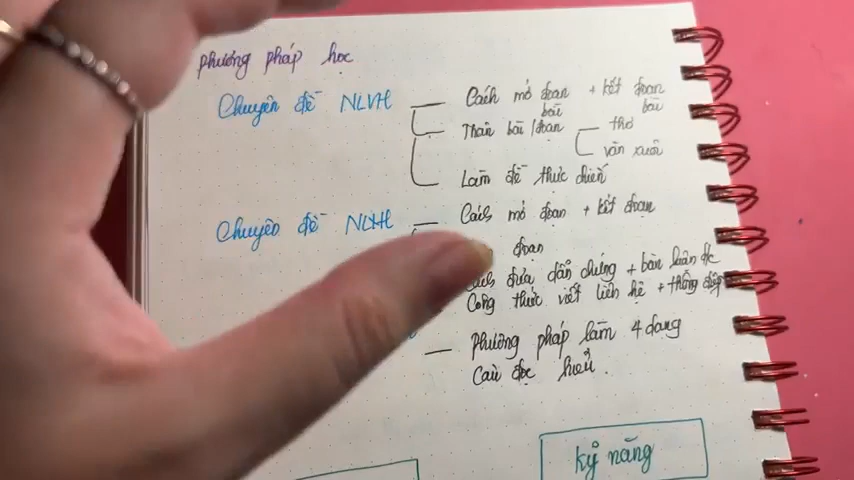 phương pháp học
Chuyên đề NLVH — Cách mở đoạn + kết đoạn
bài bài
Thân bài / đoạn thơ
văn xuôi
Làm đề thực chiến
Chuyên đề NLXH — Cách mở đoạn + kết đoạn
đoạn
Cách đưa dẫn chứng + bàn luận đc
Công thức viết liên hệ + thông điệp
— Phương pháp làm 4 dạng
Câu đọc hiểu.
kỹ năng